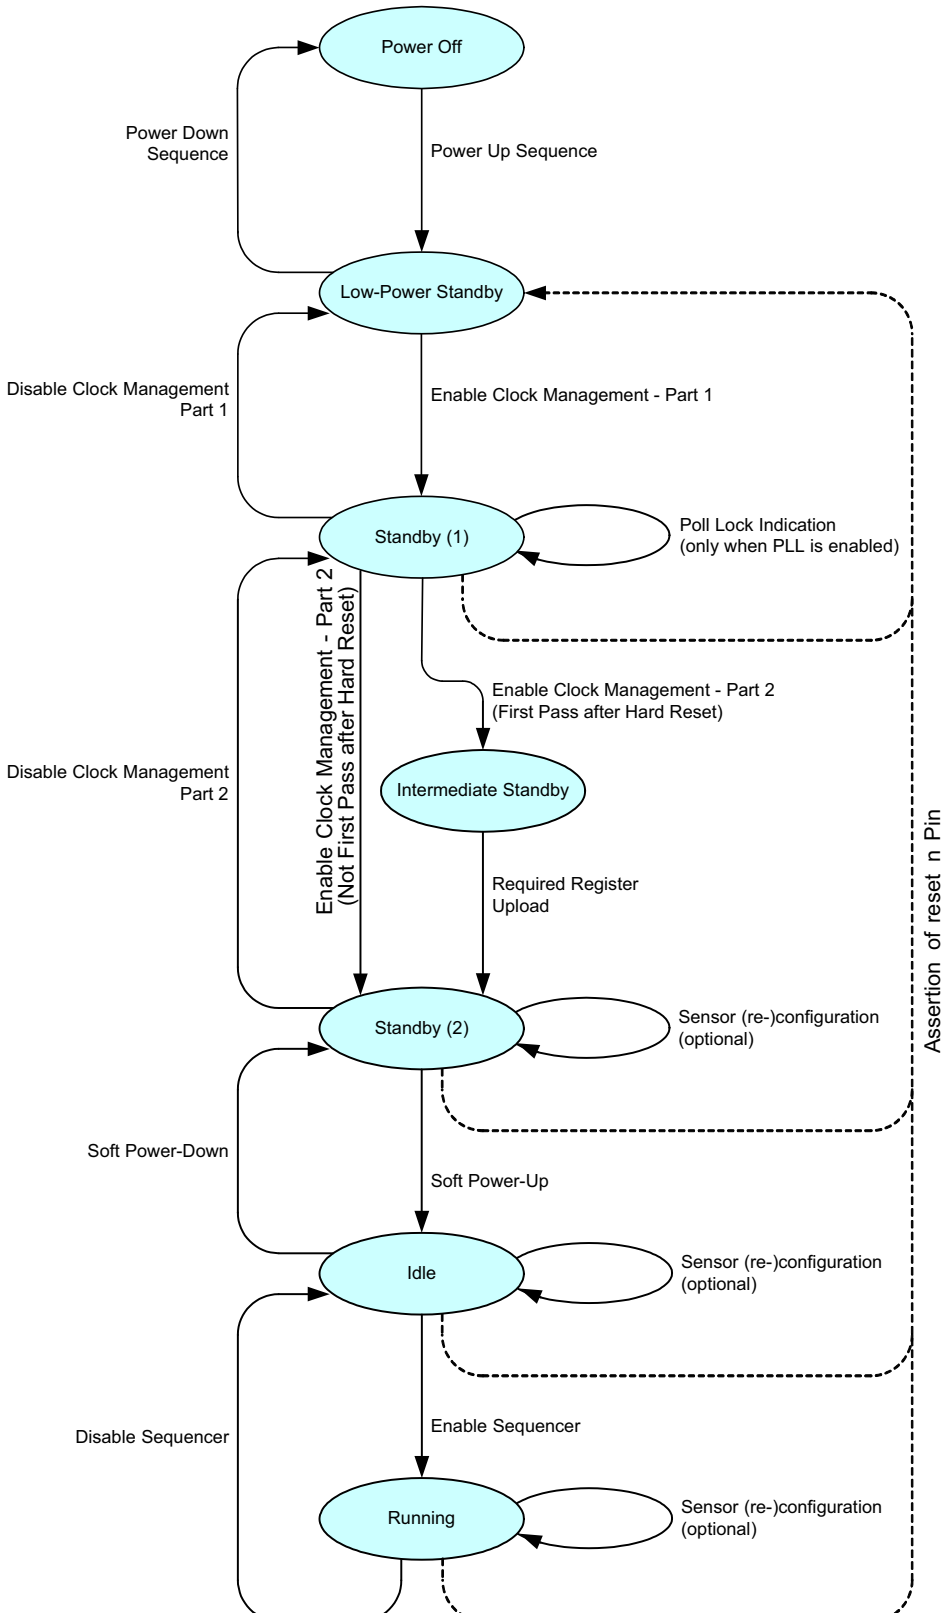 Power Off
Power Down
Sequence
Power Up Sequence
Low-Power Standby
Disable Clock Management
Part 1
Enable Clock Management - Part 1
Standby (1)
Poll Lock Indication
(only when PLL is enabled)
Enable Clock Management - Part 2
(Not First Pass after Hard Reset)
Enable Clock Management - Part 2
(First Pass after Hard Reset)
Disable Clock Management
Part 2
Intermediate Standby
Required Register
Upload
Assertion of reset n Pin
Standby (2)
Sensor (re-)configuration
(optional)
Soft Power-Down
Soft Power-Up
Idle
Sensor (re-)configuration
(optional)
Disable Sequencer
Enable Sequencer
Running
Sensor (re-)configuration
(optional)